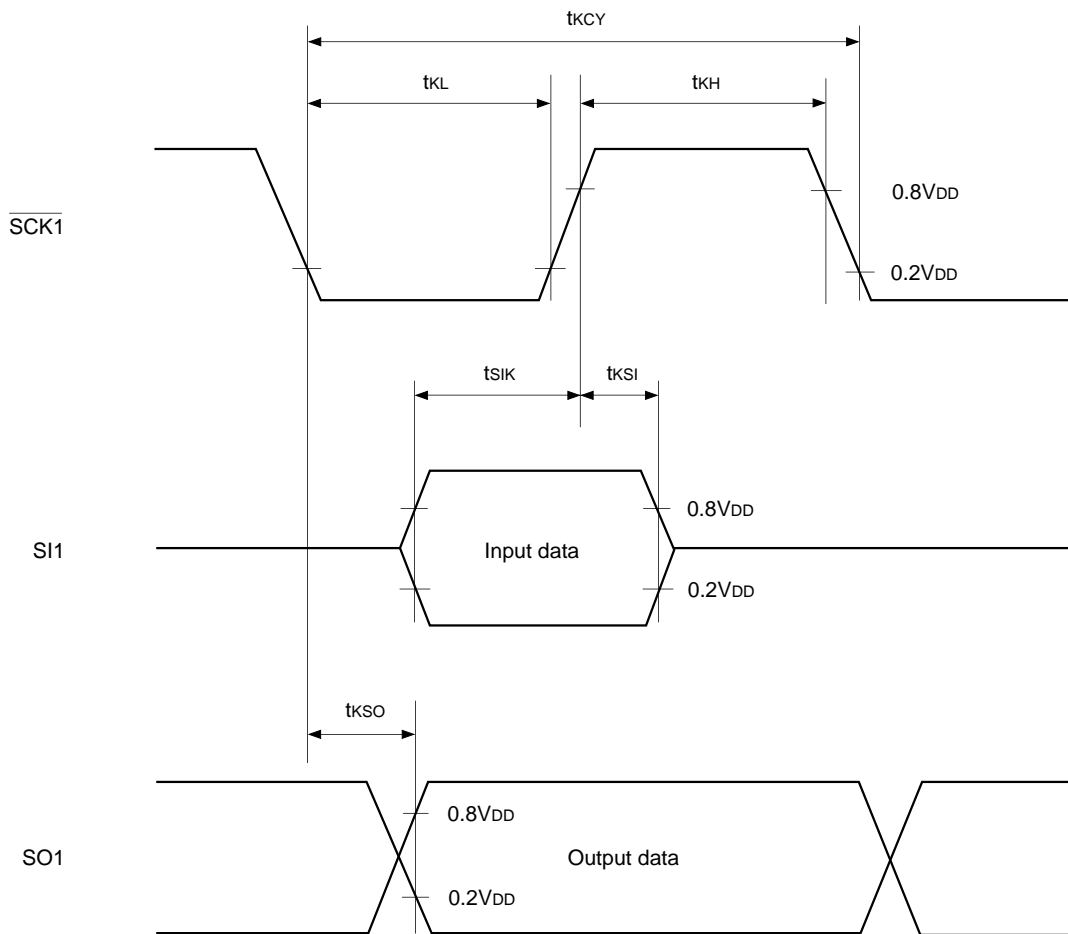 tKCY
tKL
tKH
SCK1
0.8VDD
0.2VDD
tSIK
tKSI
SI1
Input data
0.8VDD
0.2VDD
tKSO
SO1
0.8VDD
Output data
0.2VDD